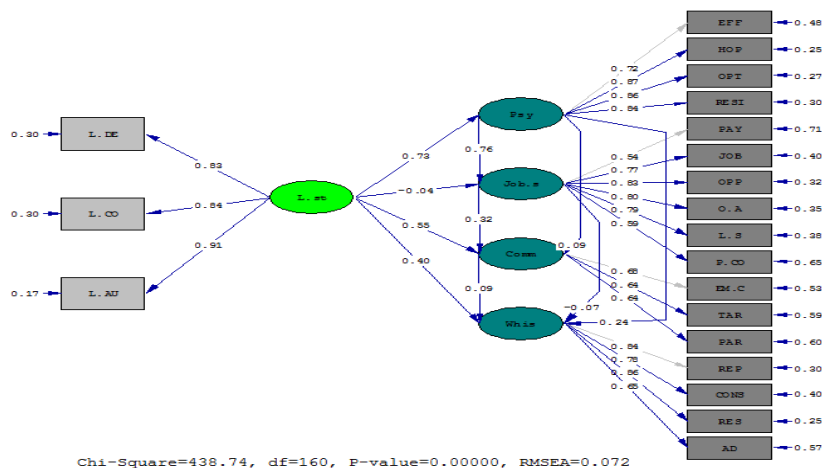 EFF 0.48
HOP 0.25
OPT 0.27
RESI 0.30
PAY 0.71
JOB 0.40
OPP 0.32
O.A 0.35
L.S 0.38
P.CO 0.65
EM.C 0.53
TAR 0.59
PAR 0.60
REP 0.30
CONS 0.40
RES 0.25
AD 0.57
0.30 L.DE
0.30 L.CO
0.17 L.AU
0.83
0.84
0.91
L.st
0.73
-0.04
0.55
0.40
Psy
0.76
Job.s
0.32
Comm
0.09
Whis
0.09
-0.07
0.24
0.72
0.87
0.86
0.84
0.54
0.77
0.83
0.80
0.79
0.59
0.68
0.64
0.64
0.84
0.78
0.86
0.65
Chi-Square=438.74, df=160, P-value=0.00000, RMSEA=0.072